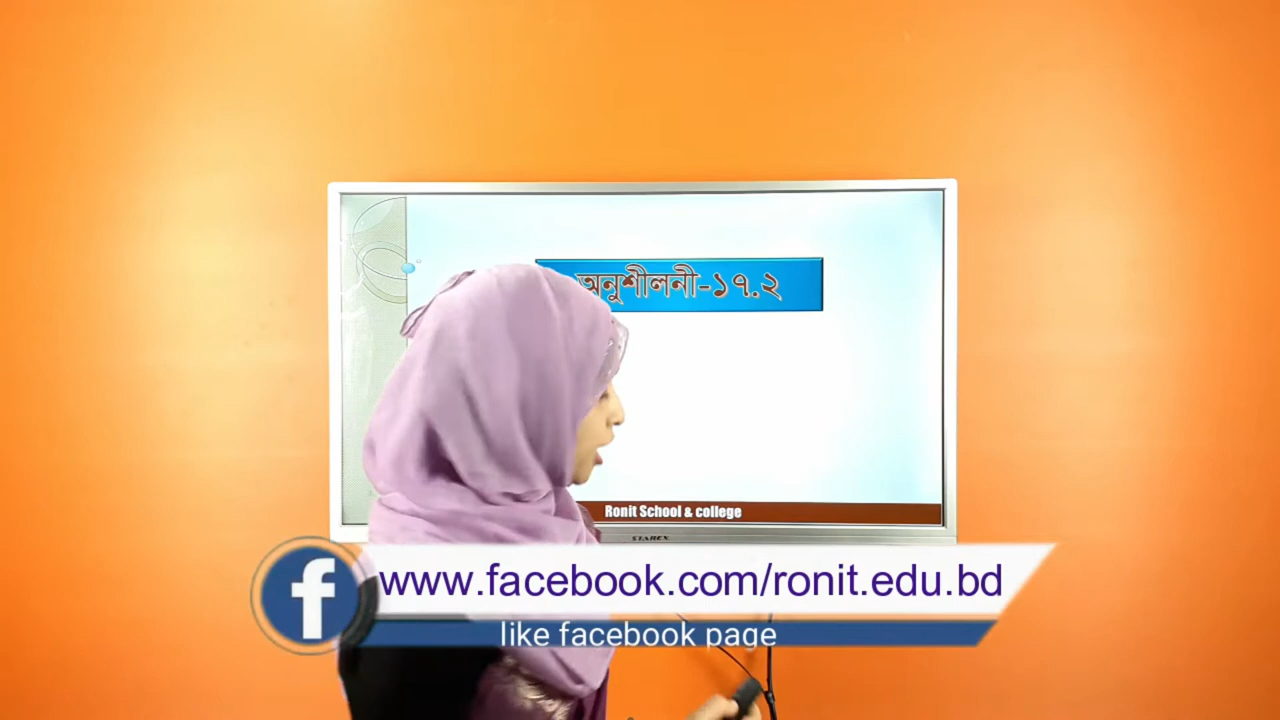 অনুশীলনী-১৭.২
Ronit School & college
STAREX
www.facebook.com/ronit.edu.bd
like facebook page